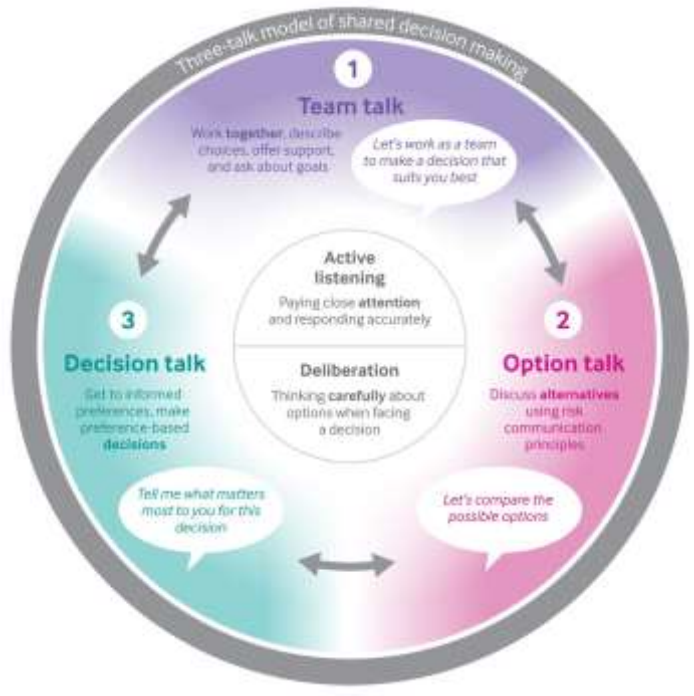 Three-talk model of shared decision making
1
Team talk
Work together, describe
choices, offer support,
and ask about goals
Let's work as a team
to make a decision that
suits you best
Active
listening
Paying close attention
and responding accurately
Deliberation
Thinking carefully about
options when facing
a decision
2
Option talk
Discuss alternatives
using risk
communication
principles
Let's compare the
possible options
3
Decision talk
Get to informed
preferences, make
preference-based
decisions
Tell me what matters
most to you for this
decision